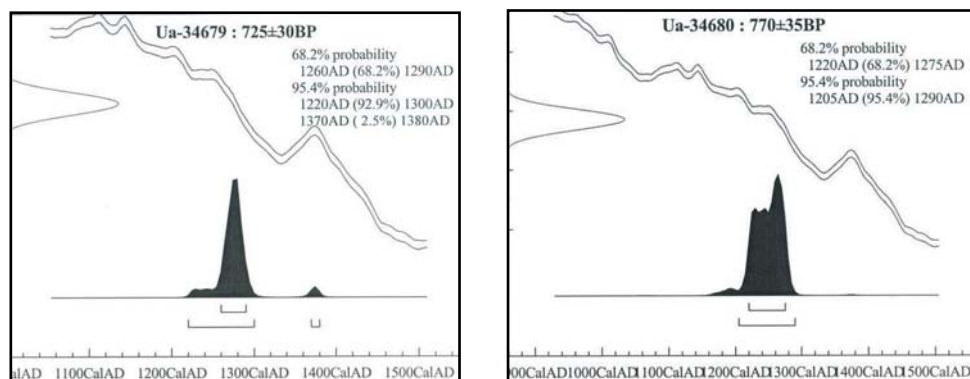 Ua-34679 : 725±30BP
68.2% probability
1260AD (68.2%) 1290AD
95.4% probability
1220AD (92.9%) 1300AD
1370AD ( 2.5%) 1380AD
CalAD 1100CalAD 1200CalAD 1300CalAD 1400CalAD 1500CalAD
Ua-34680 : 770±35BP
68.2% probability
1220AD (68.2%) 1275AD
95.4% probability
1205AD (95.4%) 1290AD
00CalAD 1000CalAD 1100CalAD 1200CalAD 1300CalAD 1400CalAD 1500CalAD